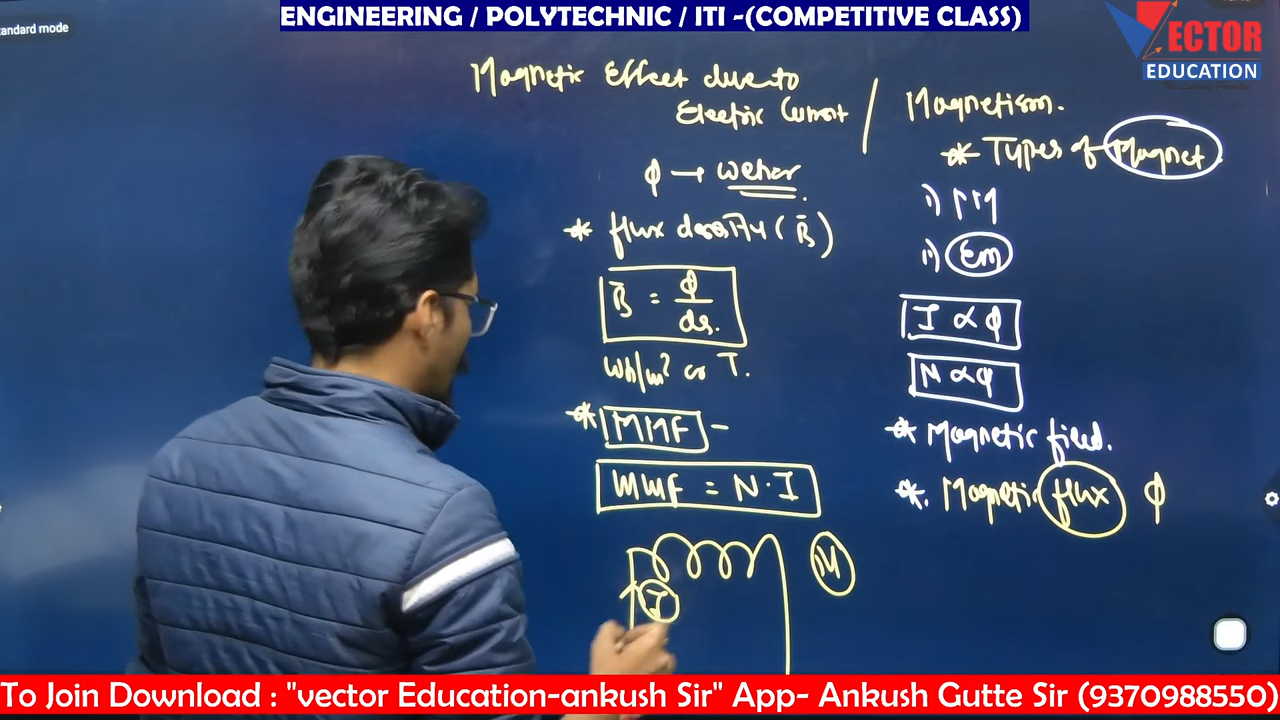 ENGINEERING / POLYTECHNIC / ITI -(COMPETITIVE CLASS)
tandard mode
VECTOR
EDUCATION
Magnetic Effect due to
Electric Current
ϕ → weber
* flux density ( B̄ )
B̄ = ϕ / ds.
Wb/m² or T.
* MMF -
MMF = N · I
I
N
Magnetism.
* Types of Magnet
i) PM
ii) EM
I ∝ ϕ
N ∝ ϕ
* Magnetic field.
* Magnetic flux ϕ
To Join Download : "vector Education-ankush Sir" App- Ankush Gutte Sir (9370988550)